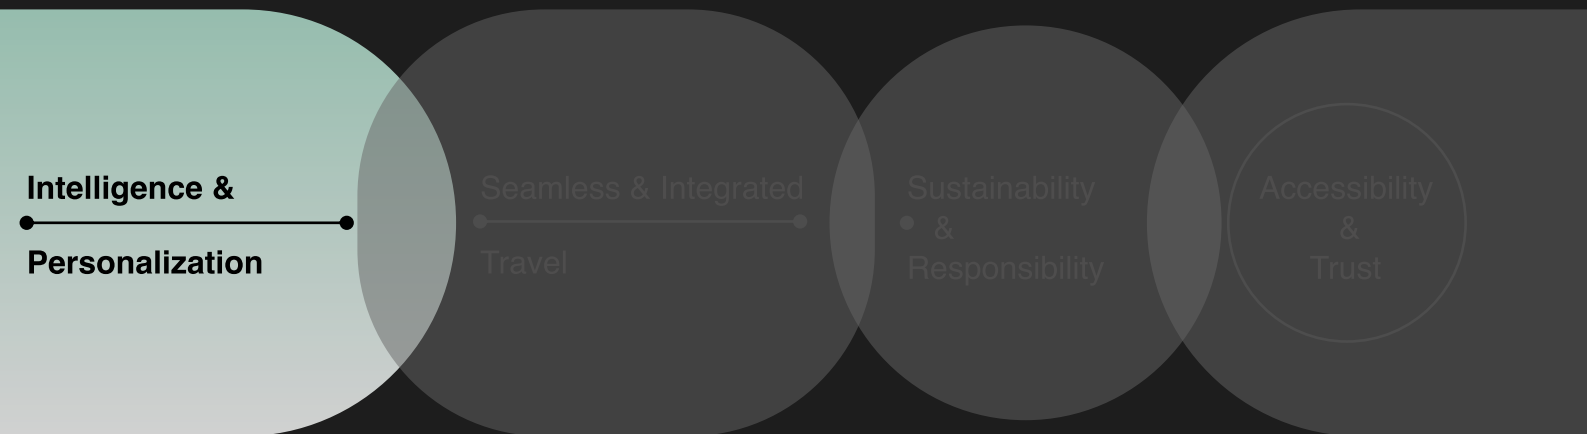 Intelligence &
Personalization
Seamless & Integrated
Travel
Sustainability
&
Responsibility
Accessibility
&
Trust